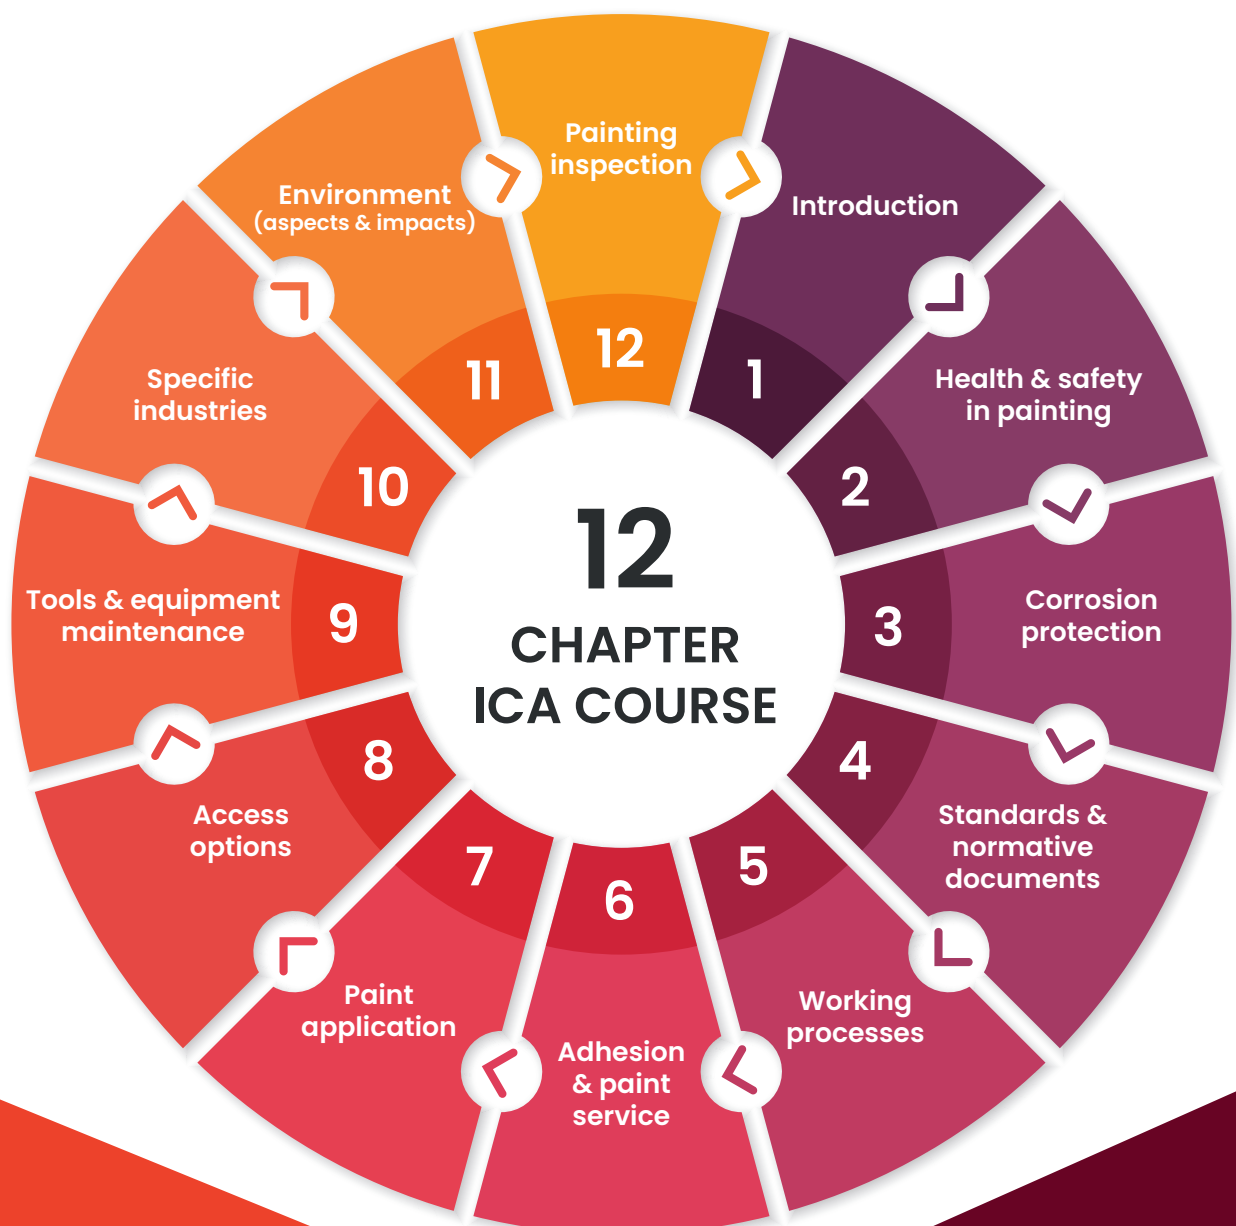 12
CHAPTER
ICA COURSE
1
Introduction
2
Health & safety
in painting
3
Corrosion
protection
4
Standards &
normative
documents
5
Working
processes
6
Adhesion
& paint
service
7
Paint
application
8
Access
options
9
Tools & equipment
maintenance
10
Specific
industries
11
Environment
(aspects & impacts)
12
Painting
inspection